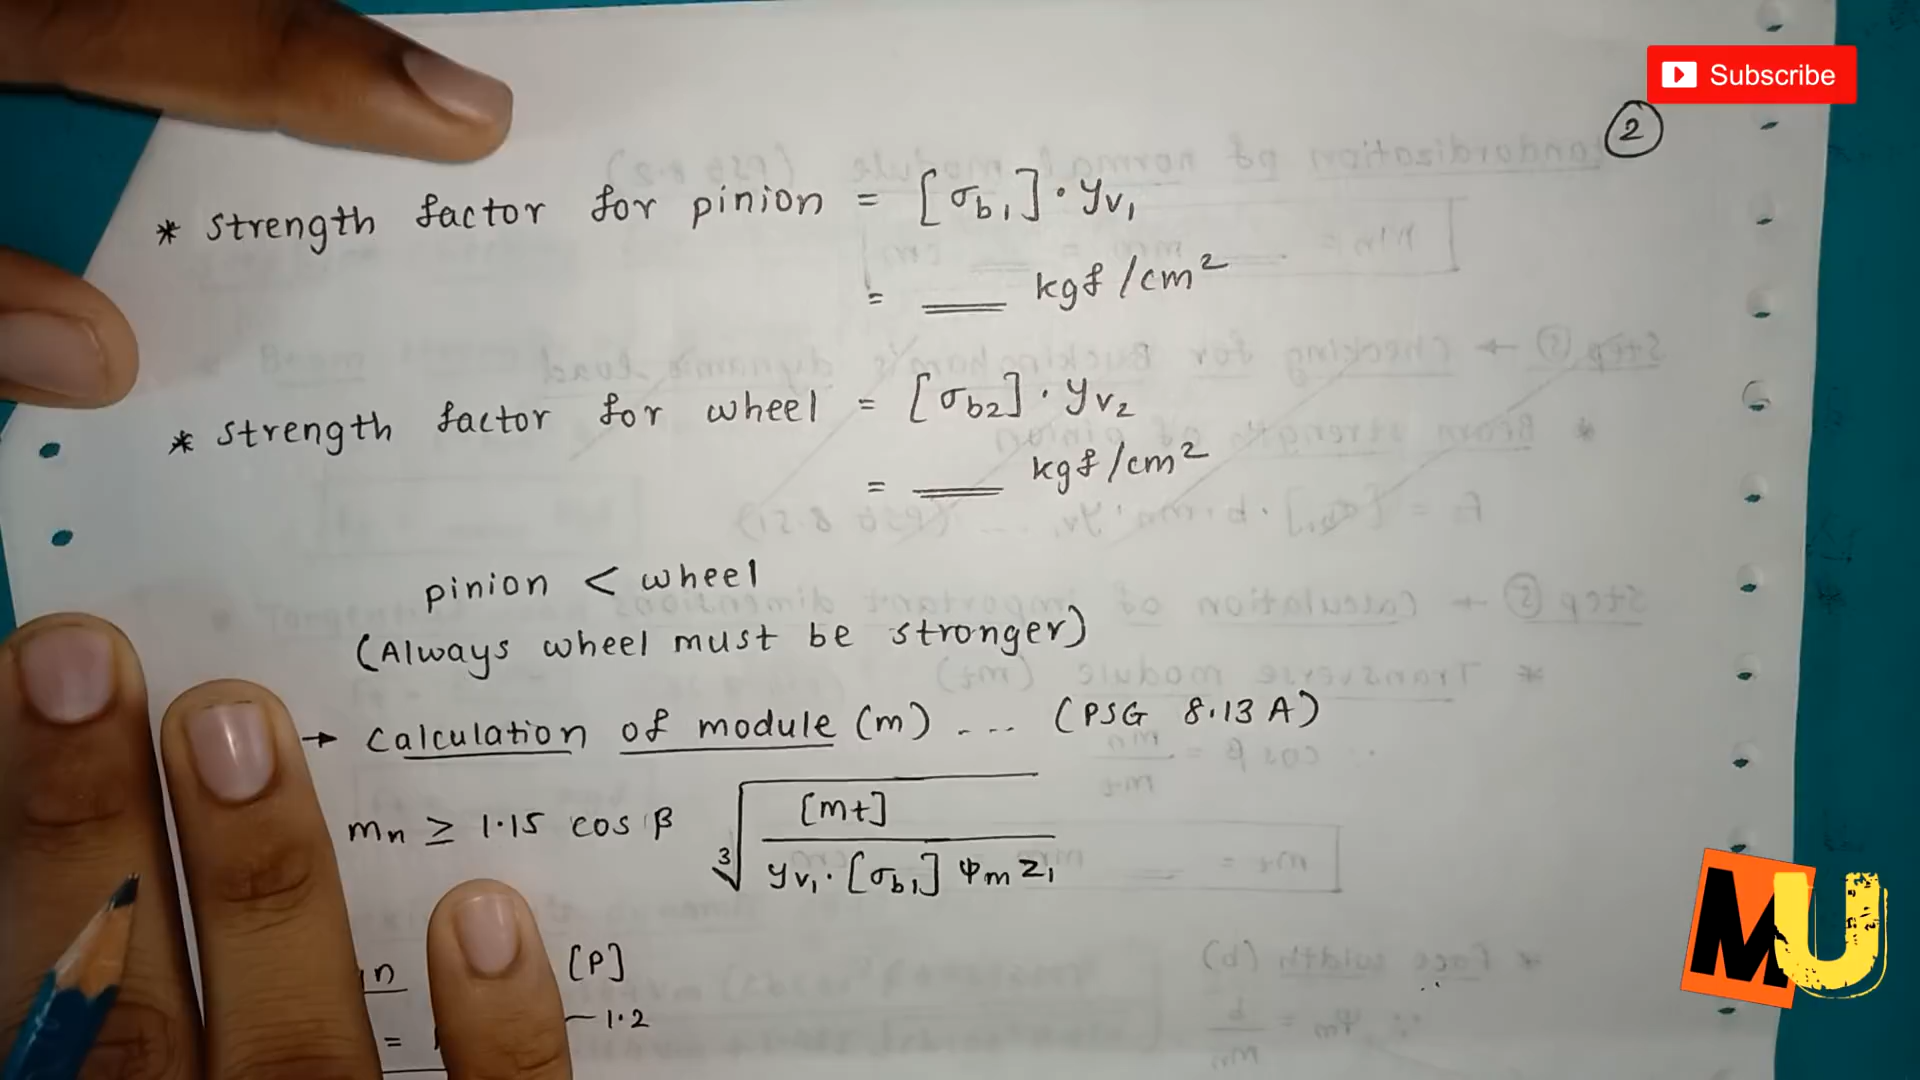 Subscribe
2
* strength factor for pinion = [σb1] · yv1
= ___ kgf/cm²
* strength factor for wheel = [σb2] · yv2
= ___ kgf/cm²
pinion < wheel
(Always wheel must be stronger)
→ calculation of module (m) --- (PSG 8.13 A)
mn ≥ 1.15 cos β ∛([mt] / (yv1 · [σb1] ψm z1))
[P]
1.2
=
MU